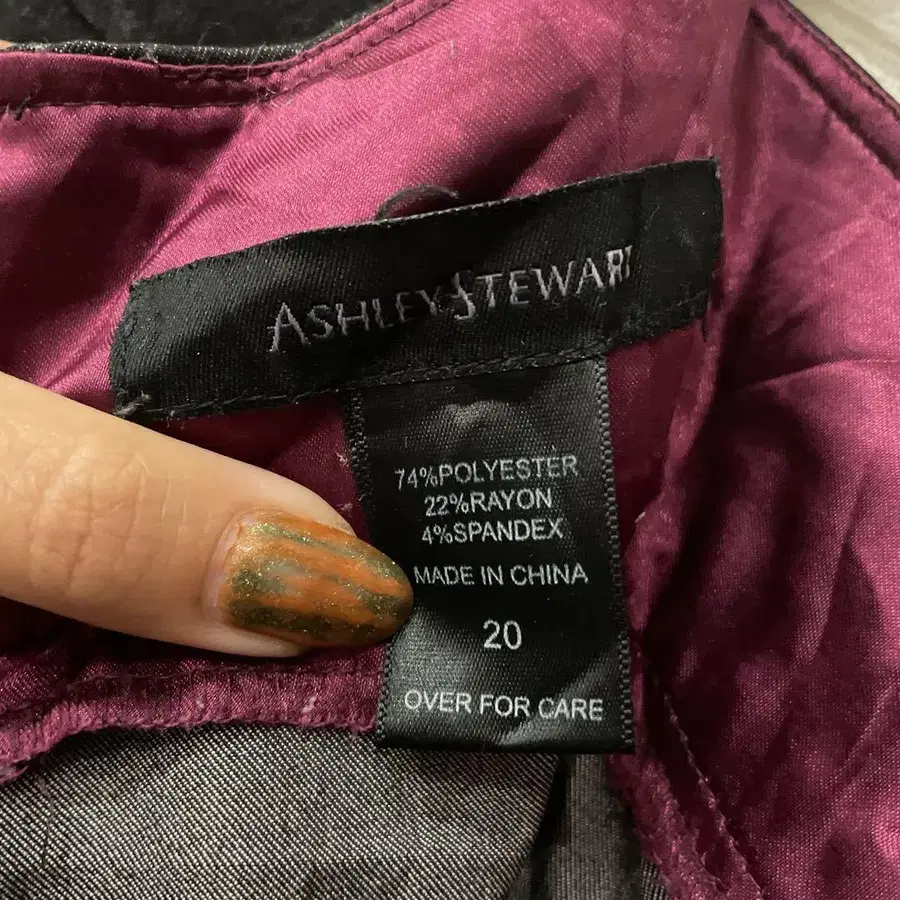 ASHLEY STEWART
74%POLYESTER
22%RAYON
4%SPANDEX
MADE IN CHINA
20
OVER FOR CARE